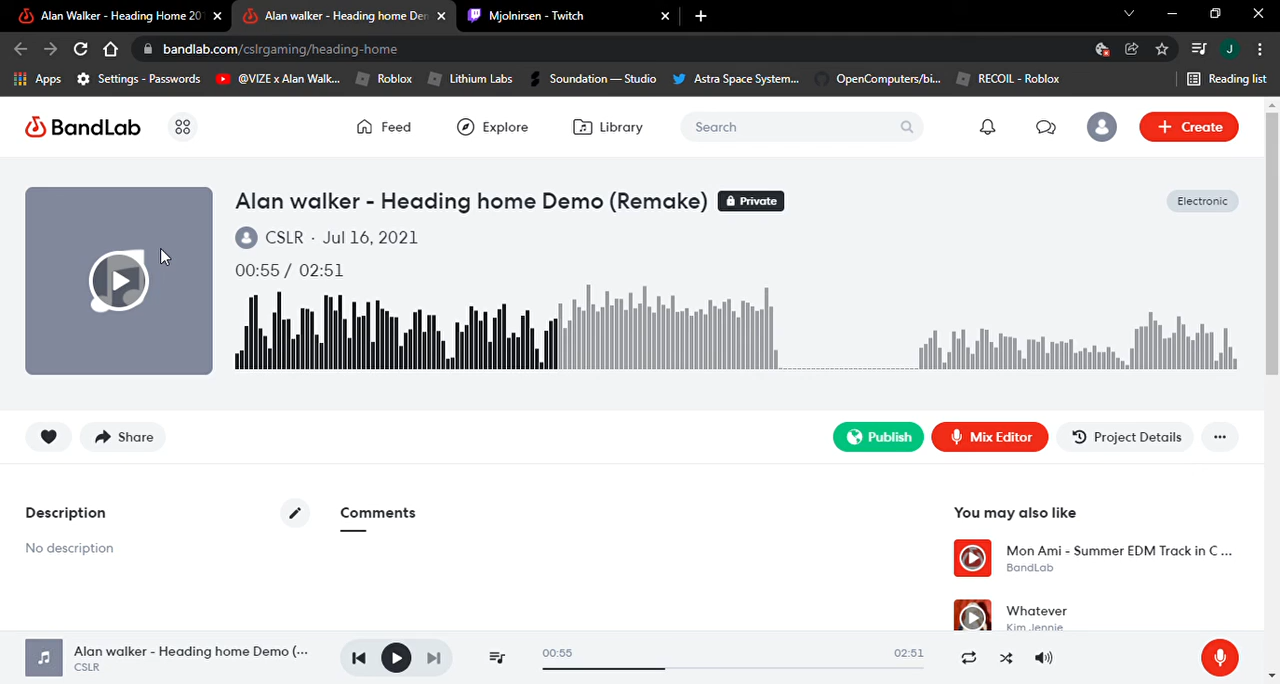 Alan Walker - Heading Home 20
Alan walker - Heading home Der
Mjolnirsen - Twitch
bandlab.com/cslrgaming/heading-home
J
Apps
Settings - Passwords
@VIZE x Alan Walk...
Roblox
Lithium Labs
Soundation — Studio
Astra Space System...
OpenComputers/bi...
RECOIL - Roblox
Reading list
BandLab
Feed
Explore
Library
Search
Create
Alan walker - Heading home Demo (Remake)
Private
Electronic
CSLR · Jul 16, 2021
00:55 / 02:51
Share
Publish
Mix Editor
Project Details
Description
Comments
You may also like
No description
Mon Ami - Summer EDM Track in C ...
BandLab
Whatever
Kim Jennie
Alan walker - Heading home Demo (...
CSLR
00:55
02:51